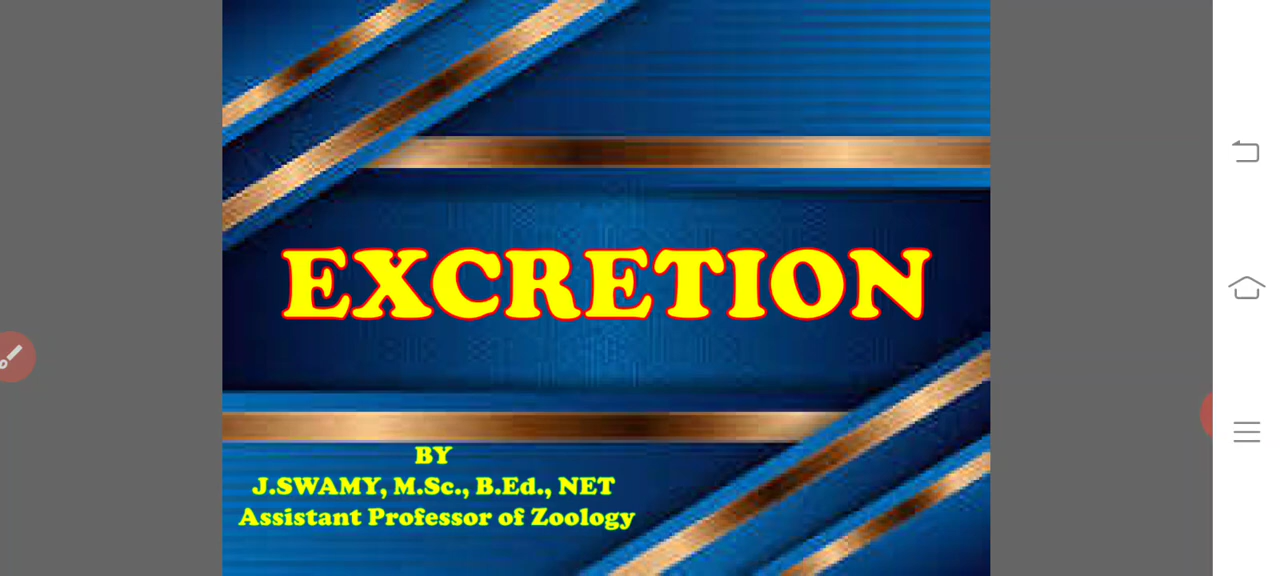 EXCRETION
BY
J.SWAMY, M.Sc., B.Ed., NET
Assistant Professor of Zoology